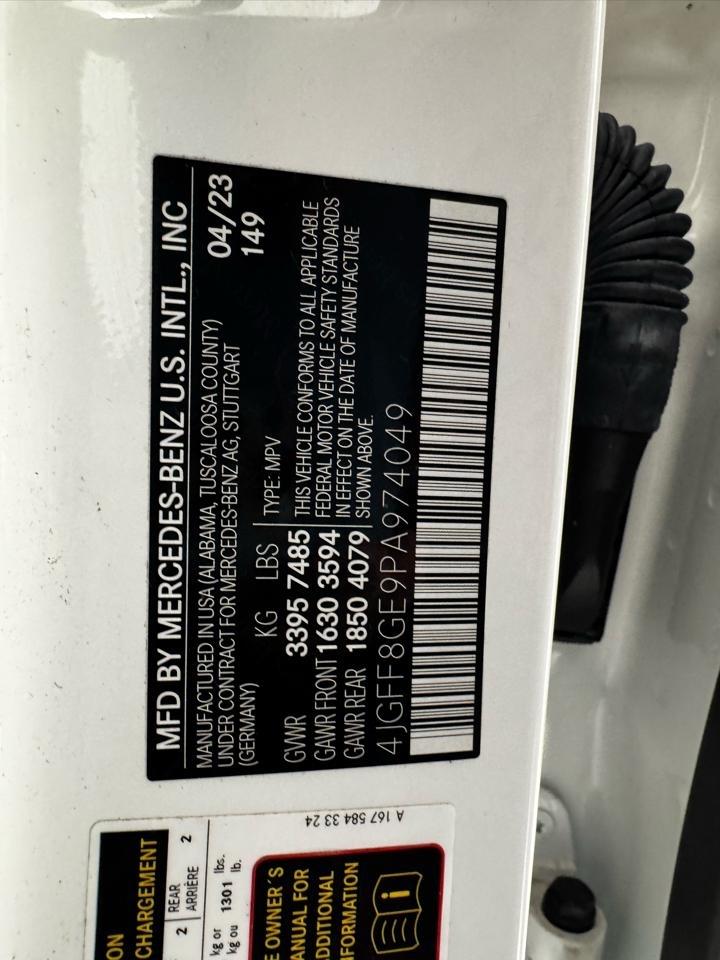 MFD BY MERCEDES-BENZ U.S. INTL., INC
MANUFACTURED IN USA (ALABAMA, TUSCALOOSA COUNTY) 04/23
UNDER CONTRACT FOR MERCEDES-BENZ AG, STUTTGART 149
(GERMANY)
KG LBS TYPE: MPV
GVWR 3395 7485 THIS VEHICLE CONFORMS TO ALL APPLICABLE
GAWR FRONT 1630 3594 FEDERAL MOTOR VEHICLE SAFETY STANDARDS
GAWR REAR 1850 4079 IN EFFECT ON THE DATE OF MANUFACTURE
SHOWN ABOVE.
4JGFF8GE9PA974049
A 167 584 33 24
ON
CHARGEMENT
2 REAR 2
ARRIÈRE
kg or 1301 lbs.
kg ou lb.
E OWNER'S
ANUAL FOR
ADDITIONAL
NFORMATION